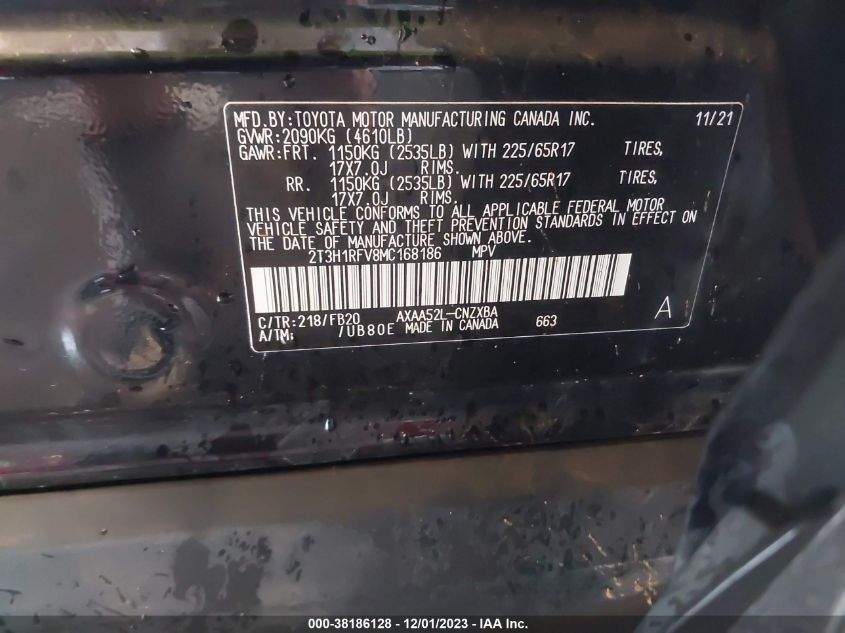 MFD.BY:TOYOTA MOTOR MANUFACTURING CANADA INC. 11/21
GVWR:2090KG (4610LB)
GAWR:FRT. 1150KG (2535LB) WITH 225/65R17 TIRES,
17X7.0J RIMS.
RR. 1150KG (2535LB) WITH 225/65R17 TIRES,
17X7.0J RIMS.
THIS VEHICLE CONFORMS TO ALL APPLICABLE FEDERAL MOTOR
VEHICLE SAFETY AND THEFT PREVENTION STANDARDS IN EFFECT ON
THE DATE OF MANUFACTURE SHOWN ABOVE.
2T3H1RFV8MC168186 MPV
C/TR:218/FB20 AXAA52L-CNZXBA A
A/TM: 7UB80E MADE IN CANADA 663
000-38186128 - 12/01/2023 - IAA Inc.